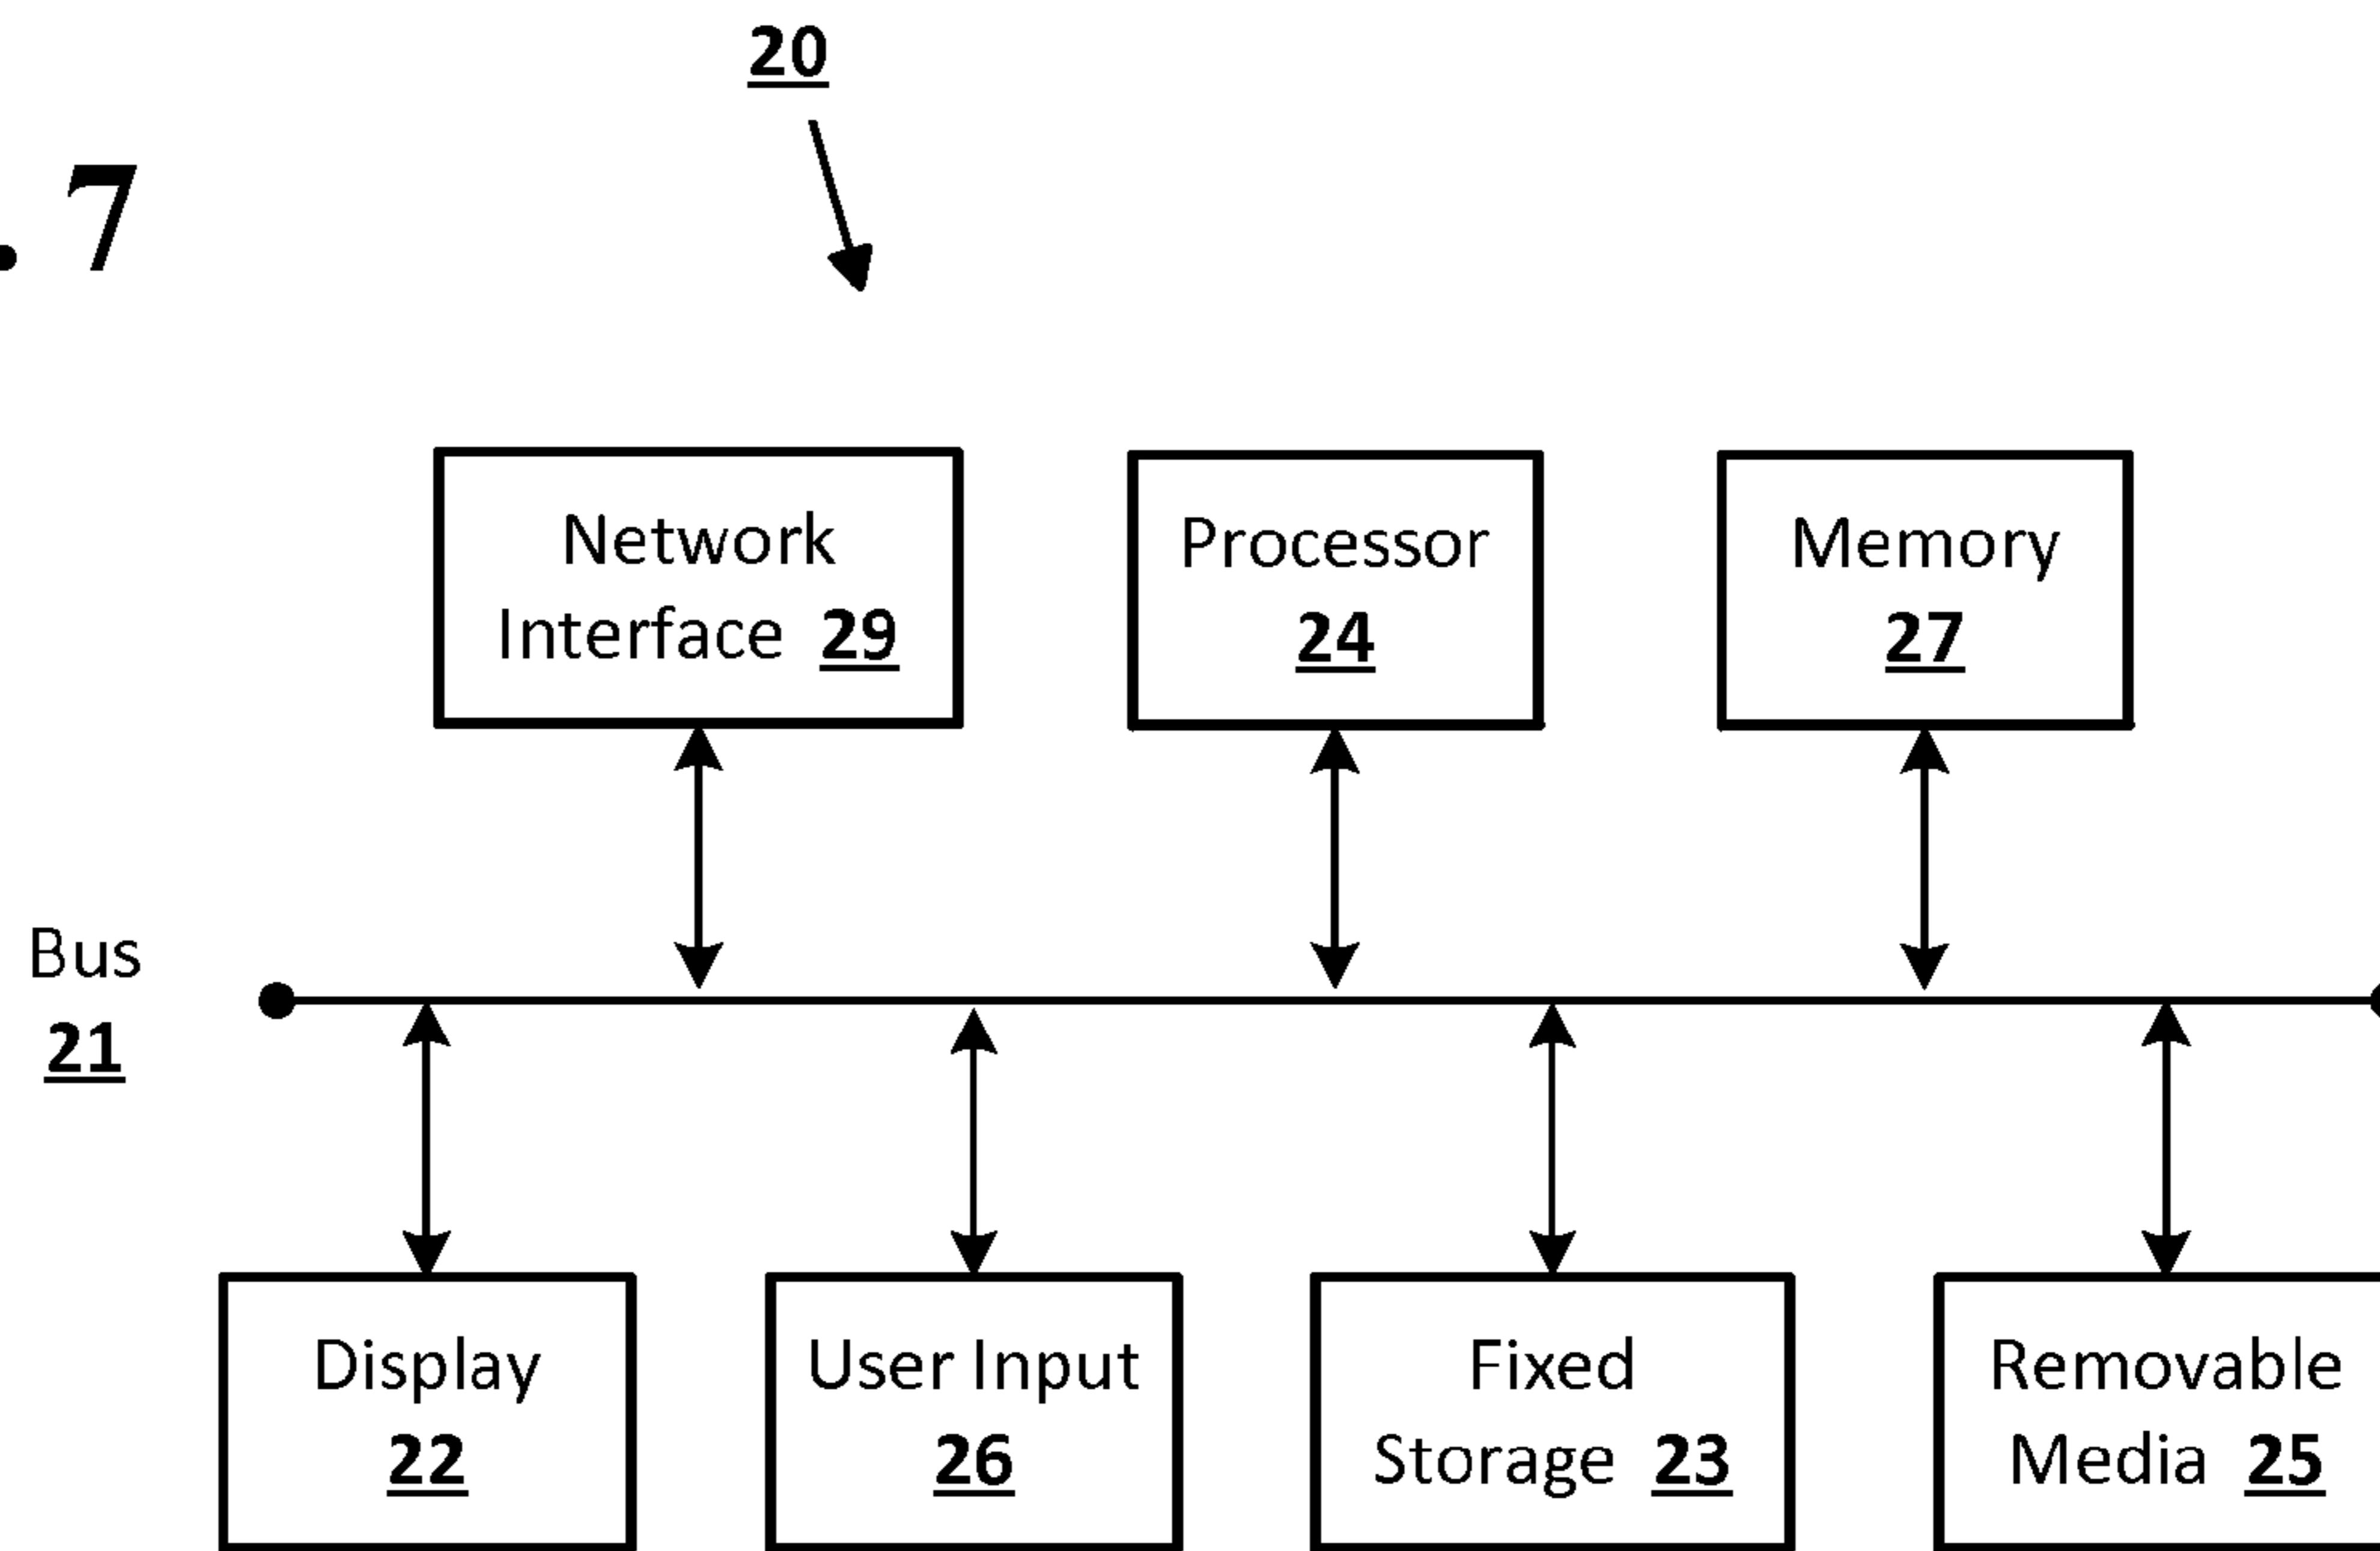 20
. 7
Network
Interface 29
Processor
24
Memory
27
Bus
21
Display
22
User Input
26
Fixed
Storage 23
Removable
Media 25